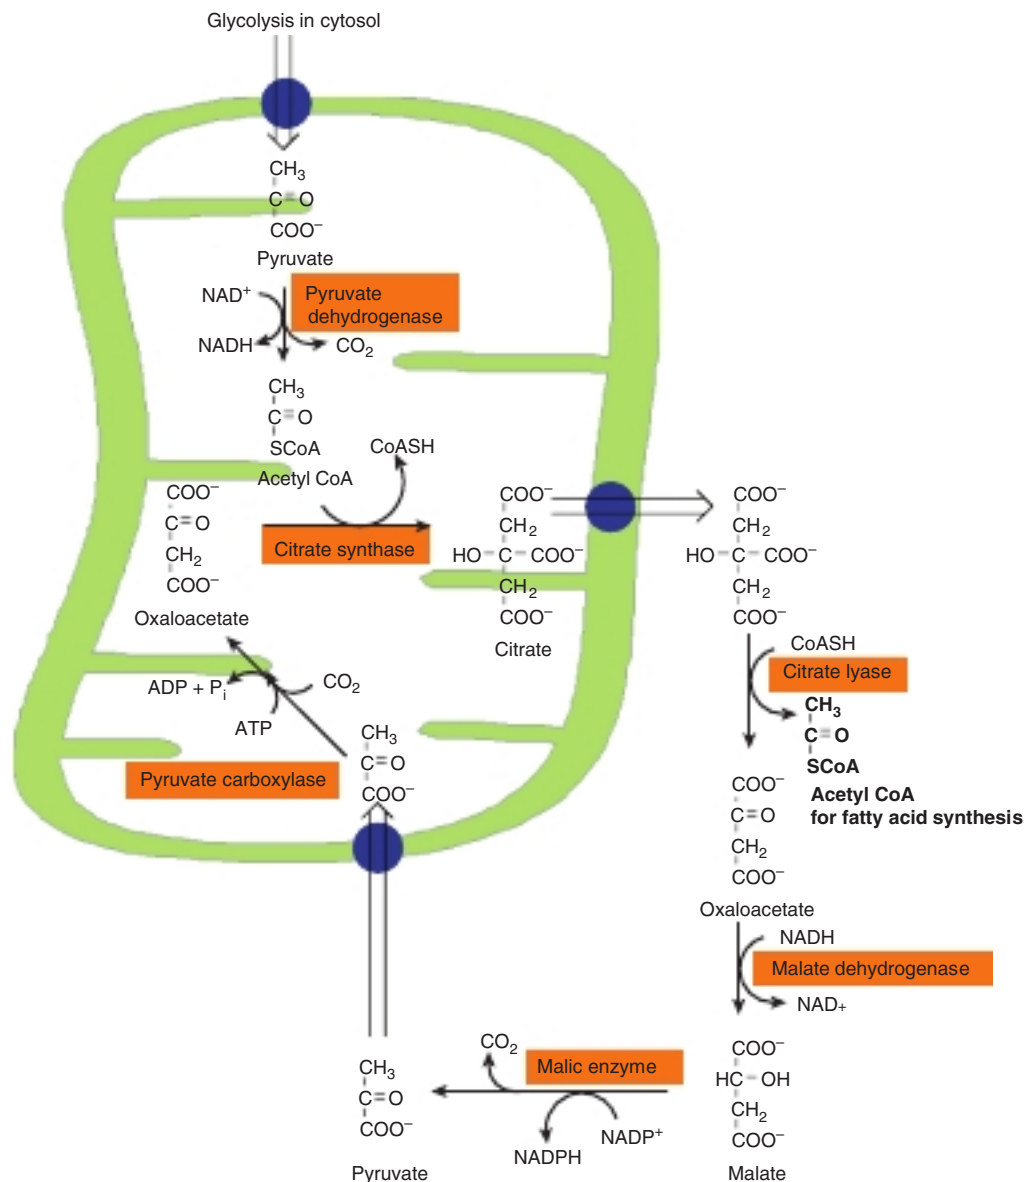 Glycolysis in cytosol
CH₃
C=O
COO⁻
Pyruvate
NAD⁺
Pyruvate
dehydrogenase
NADH
CO₂
CH₃
C=O
SCoA
Acetyl CoA
CoASH
COO⁻
C=O
CH₂
COO⁻
Oxaloacetate
Citrate synthase
COO⁻
CH₂
HO–C–COO⁻
CH₂
COO⁻
Citrate
COO⁻
CH₂
HO–C–COO⁻
CH₂
COO⁻
CoASH
Citrate lyase
CH₃
C=O
SCoA
Acetyl CoA
for fatty acid synthesis
ADP + Pᵢ
CO₂
ATP
Pyruvate carboxylase
CH₃
C=O
COO⁻
COO⁻
C=O
CH₂
COO⁻
Oxaloacetate
NADH
Malate dehydrogenase
NAD+
COO⁻
HC–OH
CH₂
COO⁻
Malate
CO₂
Malic enzyme
NADP⁺
NADPH
CH₃
C=O
COO⁻
Pyruvate